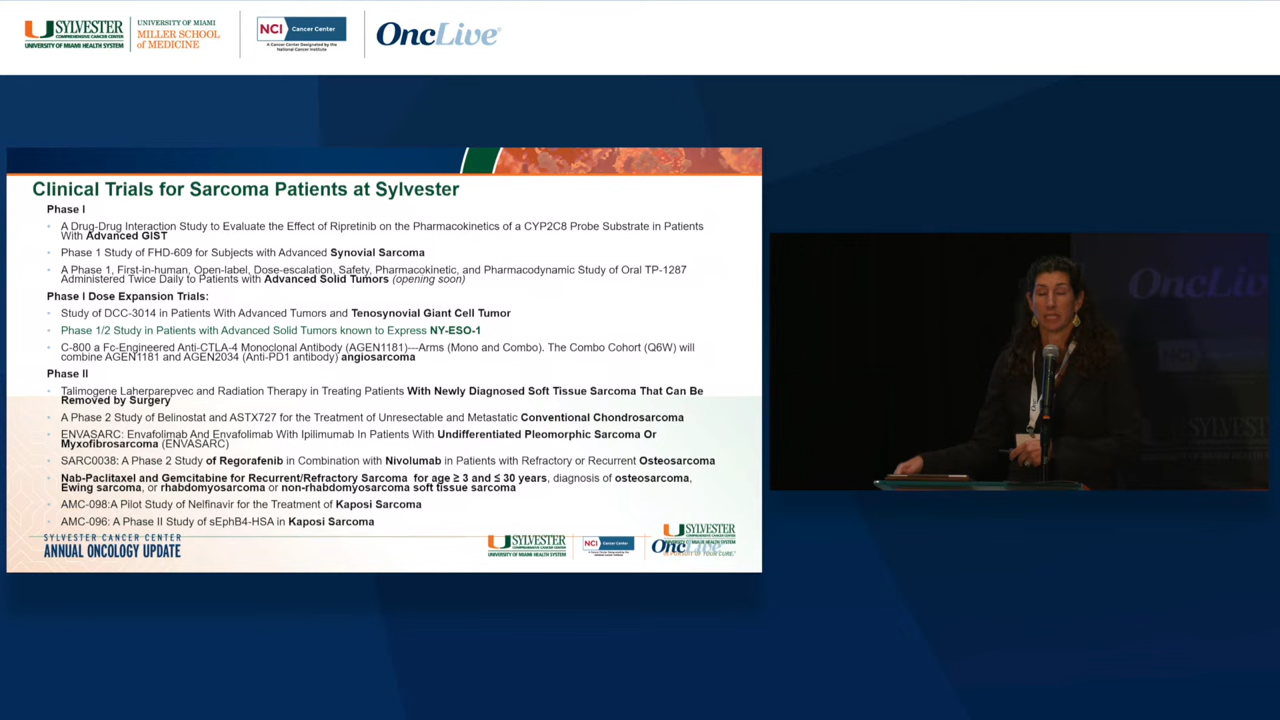 SYLVESTER
COMPREHENSIVE CANCER CENTER
UNIVERSITY OF MIAMI HEALTH SYSTEM
UNIVERSITY OF MIAMI
MILLER SCHOOL
of MEDICINE
NCI Cancer Center
A Cancer Center Designated by the
National Cancer Institute
OncLive®
Clinical Trials for Sarcoma Patients at Sylvester
Phase I
A Drug-Drug Interaction Study to Evaluate the Effect of Ripretinib on the Pharmacokinetics of a CYP2C8 Probe Substrate in Patients
With Advanced GIST
Phase 1 Study of FHD-609 for Subjects with Advanced Synovial Sarcoma
A Phase 1, First-in-human, Open-label, Dose-escalation, Safety, Pharmacokinetic, and Pharmacodynamic Study of Oral TP-1287
Administered Twice Daily to Patients with Advanced Solid Tumors (opening soon)
Phase I Dose Expansion Trials:
Study of DCC-3014 in Patients With Advanced Tumors and Tenosynovial Giant Cell Tumor
Phase 1/2 Study in Patients with Advanced Solid Tumors known to Express NY-ESO-1
C-800 a Fc-Engineered Anti-CTLA-4 Monoclonal Antibody (AGEN1181)---Arms (Mono and Combo). The Combo Cohort (Q6W) will
combine AGEN1181 and AGEN2034 (Anti-PD1 antibody) angiosarcoma
Phase II
Talimogene Laherparepvec and Radiation Therapy in Treating Patients With Newly Diagnosed Soft Tissue Sarcoma That Can Be
Removed by Surgery
A Phase 2 Study of Belinostat and ASTX727 for the Treatment of Unresectable and Metastatic Conventional Chondrosarcoma
ENVASARC: Envafolimab And Envafolimab With Ipilimumab In Patients With Undifferentiated Pleomorphic Sarcoma Or
Myxofibrosarcoma (ENVASARC)
SARC0038: A Phase 2 Study of Regorafenib in Combination with Nivolumab in Patients with Refractory or Recurrent Osteosarcoma
Nab-Paclitaxel and Gemcitabine for Recurrent/Refractory Sarcoma for age ≥ 3 and ≤ 30 years, diagnosis of osteosarcoma,
Ewing sarcoma, or rhabdomyosarcoma or non-rhabdomyosarcoma soft tissue sarcoma
AMC-098:A Pilot Study of Nelfinavir for the Treatment of Kaposi Sarcoma
AMC-096: A Phase II Study of sEphB4-HSA in Kaposi Sarcoma
SYLVESTER CANCER CENTER
ANNUAL ONCOLOGY UPDATE
SYLVESTER
COMPREHENSIVE CANCER CENTER
UNIVERSITY OF MIAMI HEALTH SYSTEM
NCI Cancer Center
SYLVESTER
OncLive
OncLiv